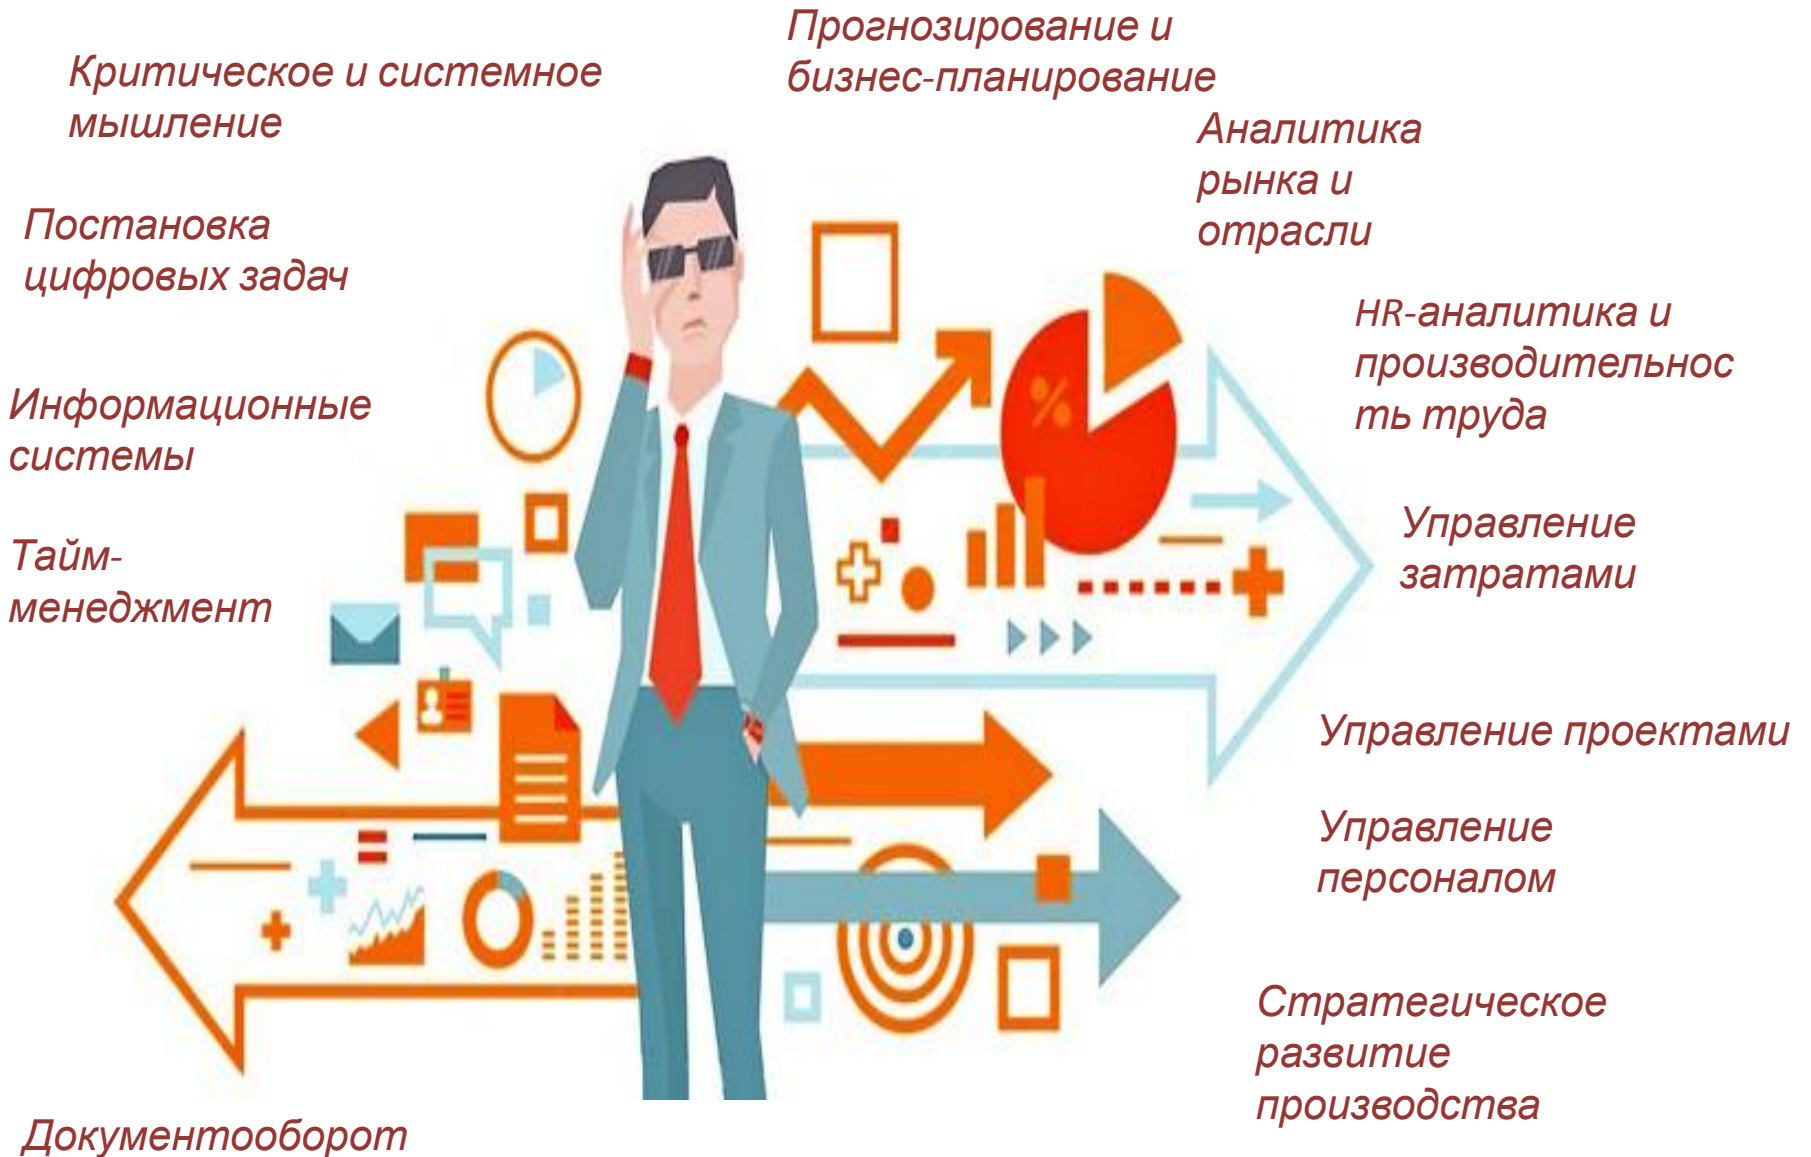 Критическое и системное
мышление
Постановка
цифровых задач
Информационные
системы
Тайм-
менеджмент
Документооборот
Прогнозирование и
бизнес-планирование
Аналитика
рынка и
отрасли
HR-аналитика и
производительнос
ть труда
Управление
затратами
Управление проектами
Управление
персоналом
Стратегическое
развитие
производства
%